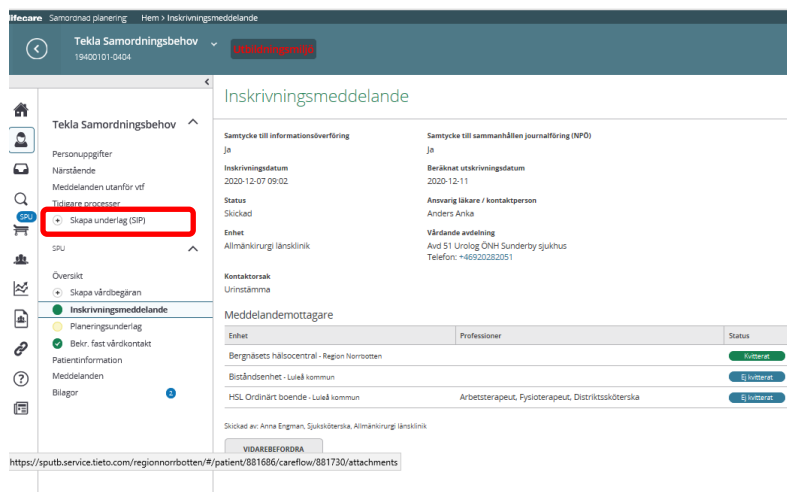 lifecare Samordnad planering Hem > Inskrivningsmeddelande
Tekla Samordningsbehov
19400101-0404
Utbildningsmiljö
Inskrivningsmeddelande
Tekla Samordningsbehov
Personuppgifter
Närstående
Meddelanden utanför vtf
Tidigare processer
Skapa underlag (SIP)
SPU
SPU
Översikt
Skapa vårdbegäran
Inskrivningsmeddelande
Planeringsunderlag
Bekr. fast vårdkontakt
Patientinformation
Meddelanden
Bilagor 2
Samtycke till informationsöverföring
Ja
Samtycke till sammanhållen journalföring (NPÖ)
Ja
Inskrivningsdatum
2020-12-07 09:02
Beräknat utskrivningsdatum
2020-12-11
Status
Skickad
Ansvarig läkare / kontaktperson
Anders Anka
Enhet
Allmänkirurgi länsklinik
Vårdande avdelning
Avd 51 Urolog ÖNH Sunderby sjukhus
Telefon: +46920282051
Kontaktorsak
Urinstämma
Meddelandemottagare
Enhet Professioner Status
Bergnäsets hälsocentral - Region Norrbotten Kvitterat
Biståndsenhet - Luleå kommun Ej kvitterat
HSL Ordinärt boende - Luleå kommun Arbetsterapeut, Fysioterapeut, Distriktssköterska Ej kvitterat
Skickad av: Anna Engman, Sjuksköterska, Allmänkirurgi länsklinik
VIDAREBEFORDRA
https://sputb.service.tieto.com/regionnorrbotten/#/patient/881686/careflow/881730/attachments